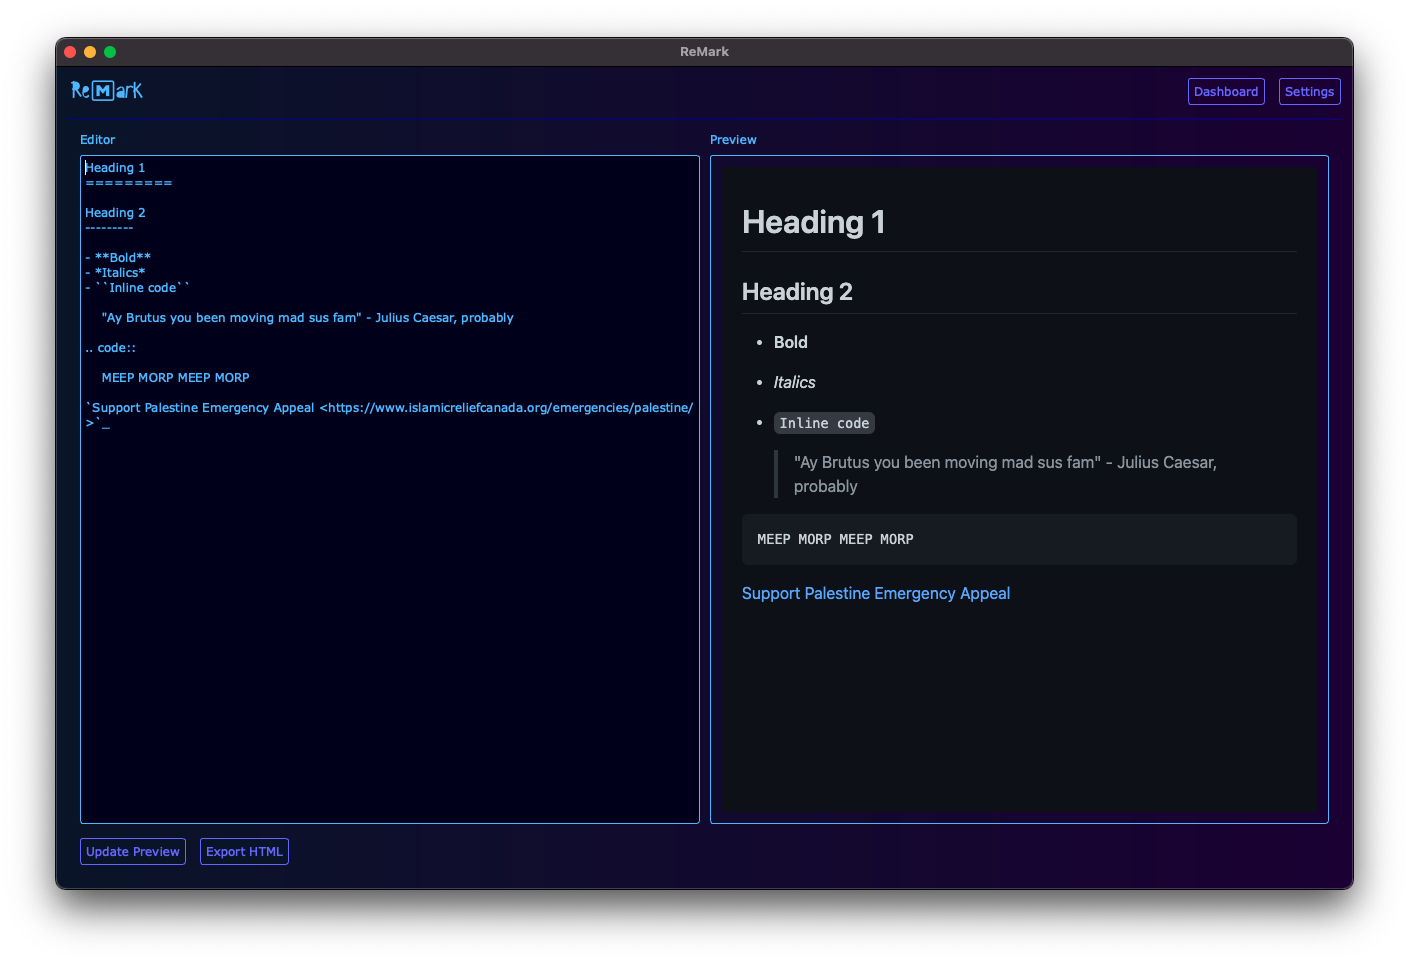 ReMark
ReMark
Dashboard
Settings
Editor
Heading 1
=========
Heading 2
---------
- **Bold**
- *Italics*
- ``Inline code``
"Ay Brutus you been moving mad sus fam" - Julius Caesar, probably
.. code::
MEEP MORP MEEP MORP
`Support Palestine Emergency Appeal <https://www.islamicreliefcanada.org/emergencies/palestine/
>`_
Preview
Heading 1
Heading 2
• Bold
• Italics
• Inline code
"Ay Brutus you been moving mad sus fam" - Julius Caesar,
probably
MEEP MORP MEEP MORP
Support Palestine Emergency Appeal
Update Preview
Export HTML